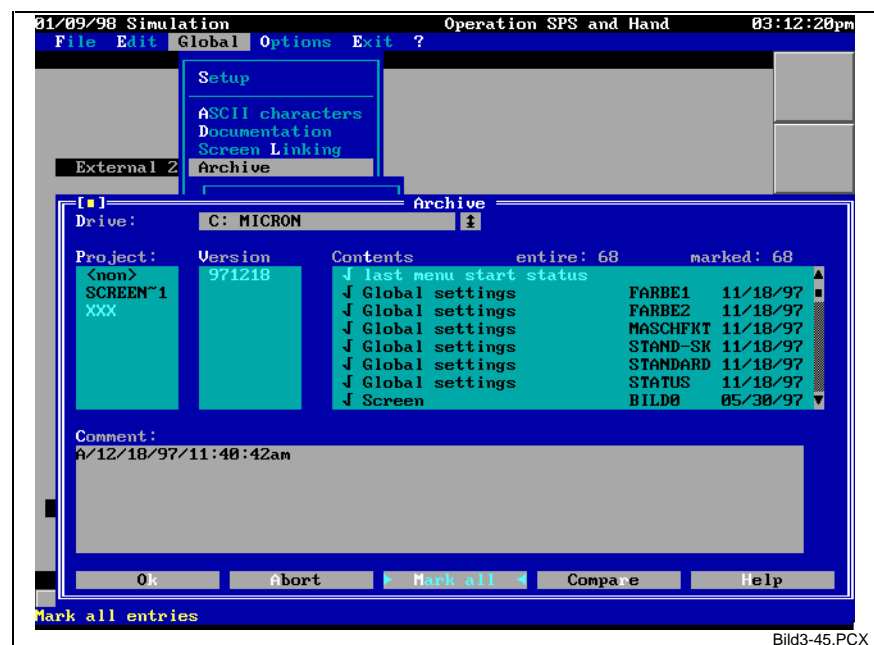 01/09/98 Simulation Operation SPS and Hand 03:12:20pm
File Edit Global Options Exit ?
Setup
ASCII characters
Documentation
Screen Linking
External 2 Archive
Archive
Drive: C: MICRON
Project: Version Contents entire: 68 marked: 68
<non> 971218 √ last menu start status
SCREEN~1 √ Global settings FARBE1 11/18/97
XXX √ Global settings FARBE2 11/18/97
√ Global settings MASCHFKT 11/18/97
√ Global settings STAND-SK 11/18/97
√ Global settings STANDARD 11/18/97
√ Global settings STATUS 11/18/97
√ Screen BILD0 05/30/97
Comment:
A/12/18/97/11:40:42am
Ok Abort Mark all Compare Help
Mark all entries
Bild3-45.PCX